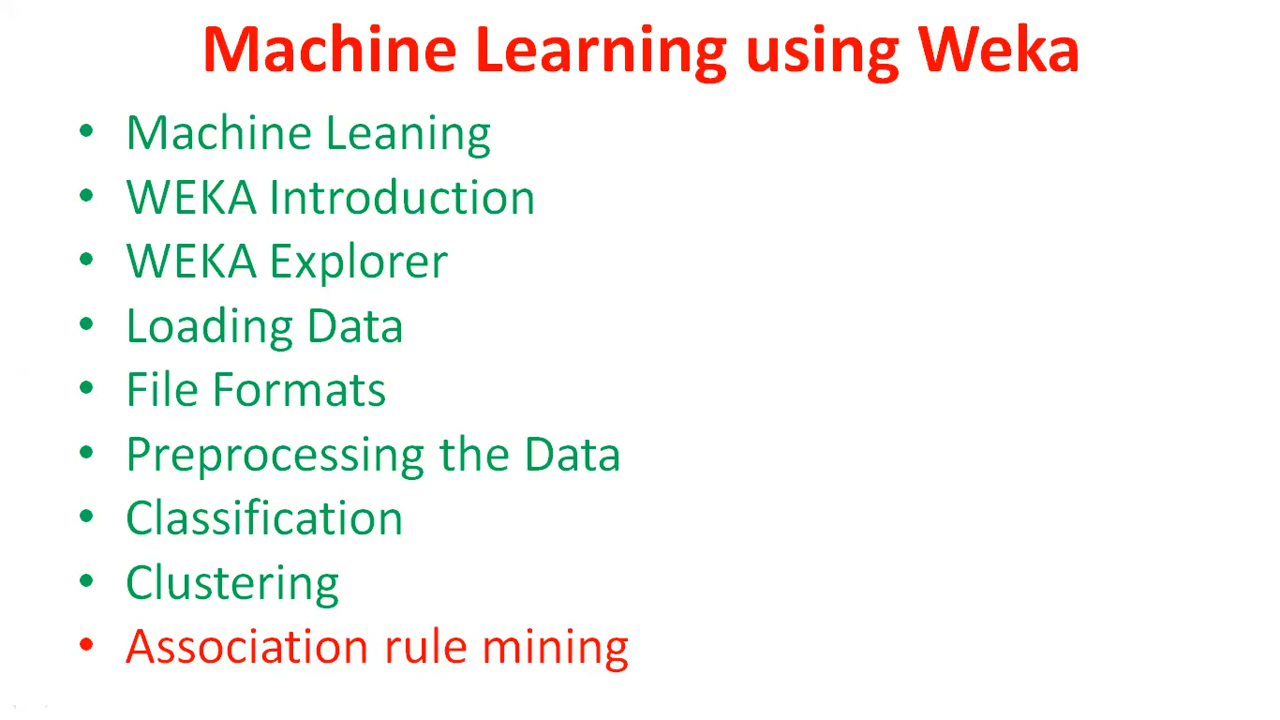 Machine Learning using Weka
• Machine Leaning
• WEKA Introduction
• WEKA Explorer
• Loading Data
• File Formats
• Preprocessing the Data
• Classification
• Clustering
• Association rule mining